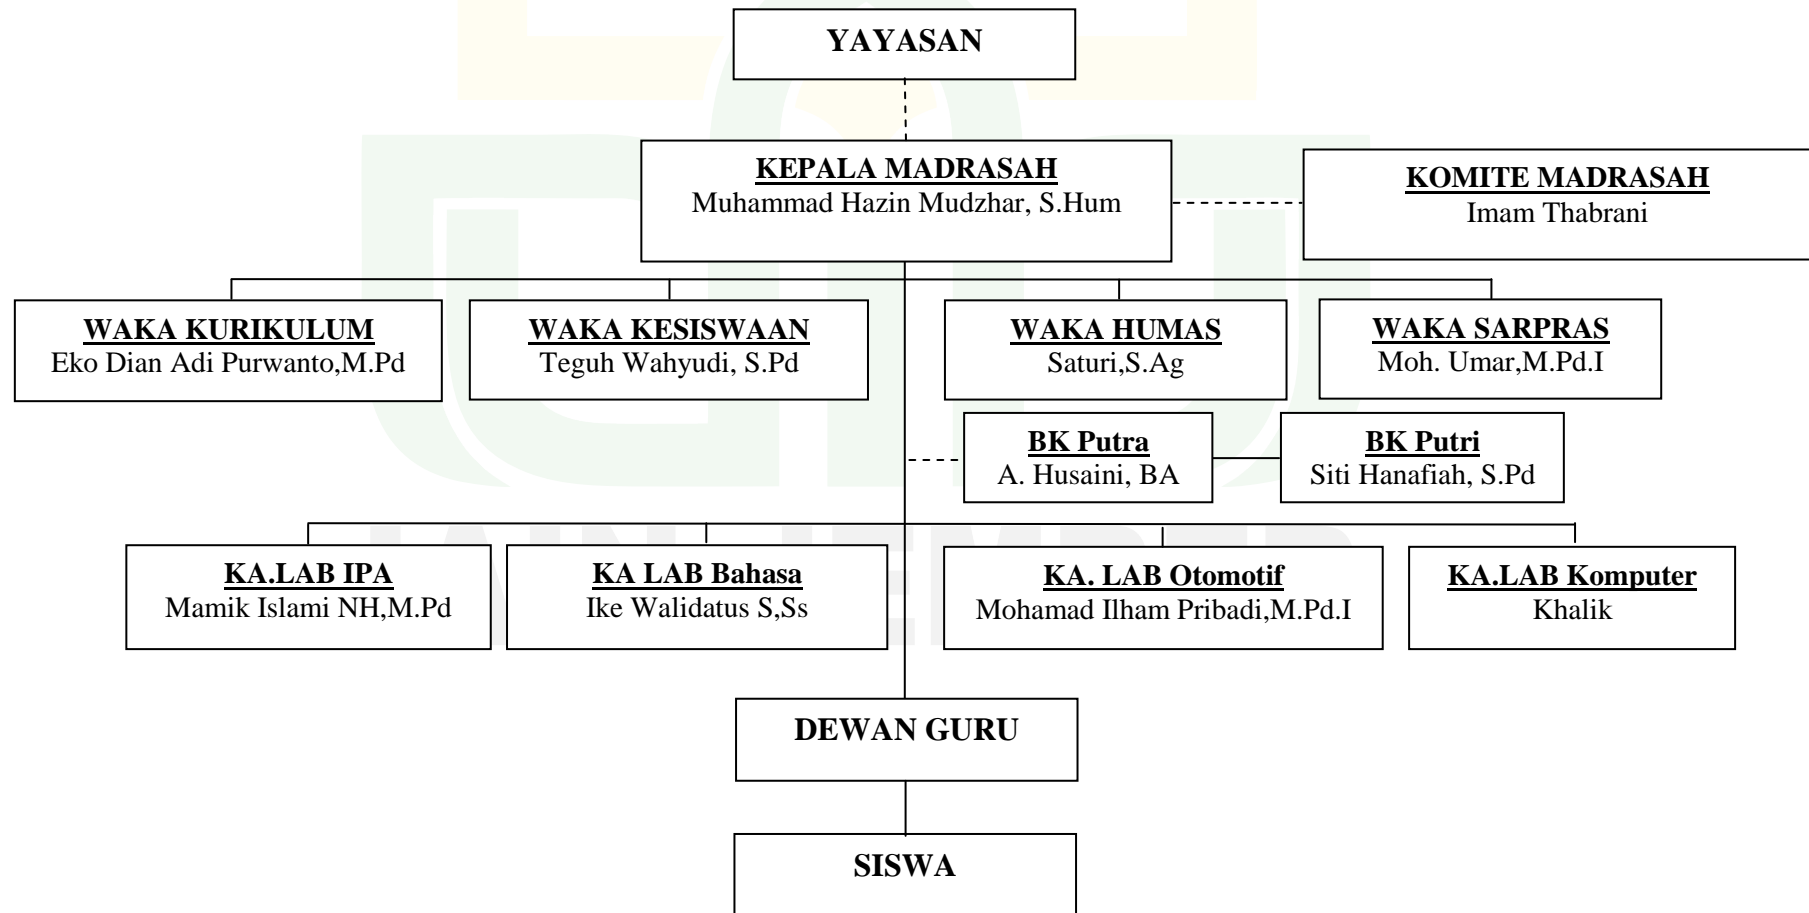 YAYASAN
KEPALA MADRASAH
Muhammad Hazin Mudzhar, S.Hum
KOMITE MADRASAH
Imam Thabrani
WAKA KURIKULUM
Eko Dian Adi Purwanto,M.Pd
WAKA KESISWAAN
Teguh Wahyudi, S.Pd
WAKA HUMAS
Saturi,S.Ag
WAKA SARPRAS
Moh. Umar,M.Pd.I
BK Putra
A. Husaini, BA
BK Putri
Siti Hanafiah, S.Pd
KA.LAB IPA
Mamik Islami NH,M.Pd
KA LAB Bahasa
Ike Walidatus S,Ss
KA. LAB Otomotif
Mohamad Ilham Pribadi,M.Pd.I
KA.LAB Komputer
Khalik
DEWAN GURU
SISWA